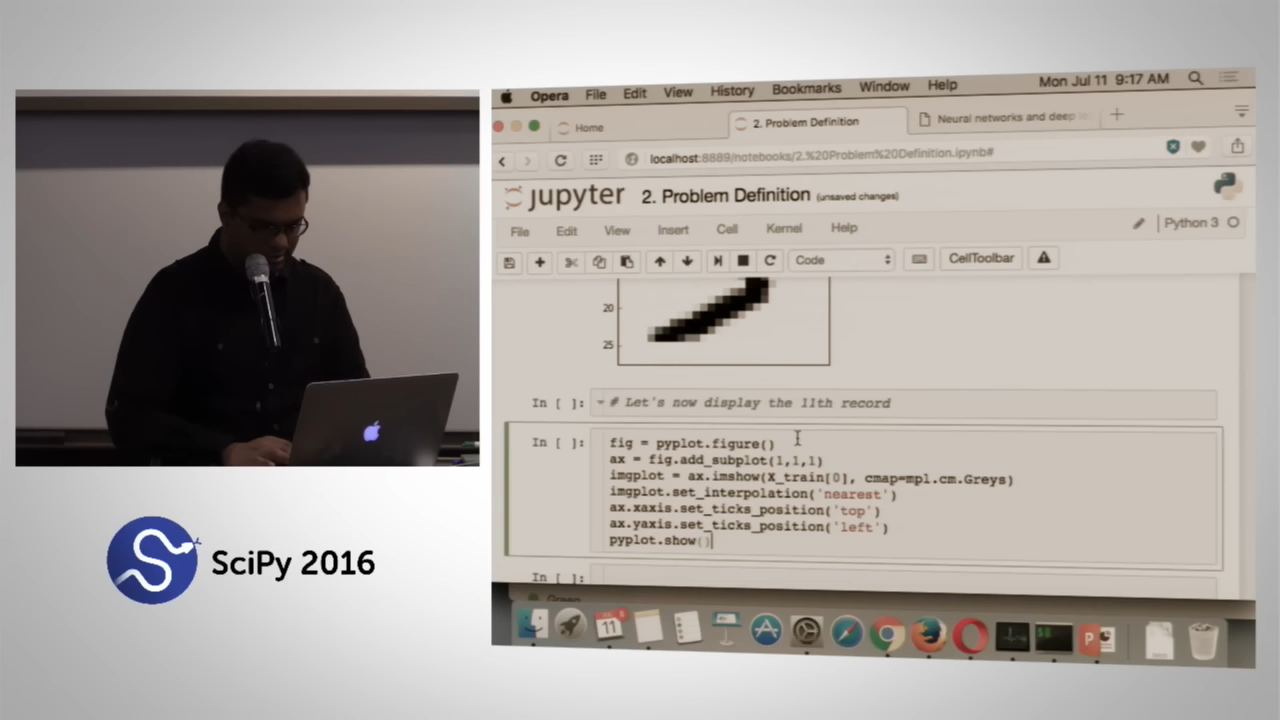 Opera File Edit View History Bookmarks Window Help Mon Jul 11 9:17 AM
Home 2. Problem Definition Neural networks and deep
localhost:8889/notebooks/2.%20Problem%20Definition.ipynb#
jupyter 2. Problem Definition (unsaved changes)
File Edit View Insert Cell Kernel Help Python 3
Code CellToolbar
20
25
In [ ]: # Let's now display the 11th record
In [ ]: fig = pyplot.figure()
ax = fig.add_subplot(1,1,1)
imgplot = ax.imshow(X_train[0], cmap=mpl.cm.Greys)
imgplot.set_interpolation('nearest')
ax.xaxis.set_ticks_position('top')
ax.yaxis.set_ticks_position('left')
pyplot.show()
In [ ]:
Green
11
P
SciPy 2016